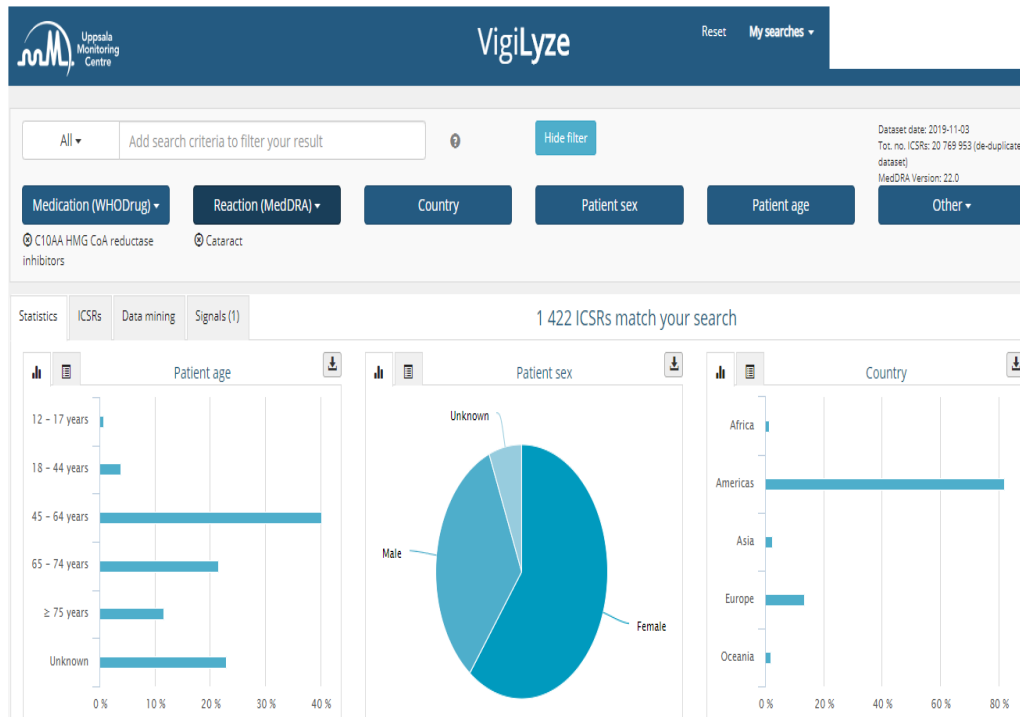 Uppsala
Monitoring
Centre
VigiLyze
Reset
My searches
All
Add search criteria to filter your result
?
Hide filter
Dataset date: 2019-11-03
Tot. no. ICSRs: 20 769 953 (de-duplicate
dataset)
MedDRA Version: 22.0
Medication (WHODrug)
Reaction (MedDRA)
Country
Patient sex
Patient age
Other
C10AA HMG CoA reductase
inhibitors
Cataract
Statistics
ICSRs
Data mining
Signals (1)
1 422 ICSRs match your search
Patient age
12 – 17 years
18 – 44 years
45 – 64 years
65 – 74 years
≥ 75 years
Unknown
0 % 10 % 20 % 30 % 40 %
Patient sex
Unknown
Male
Female
Country
Africa
Americas
Asia
Europe
Oceania
0 % 20 % 40 % 60 % 80 %